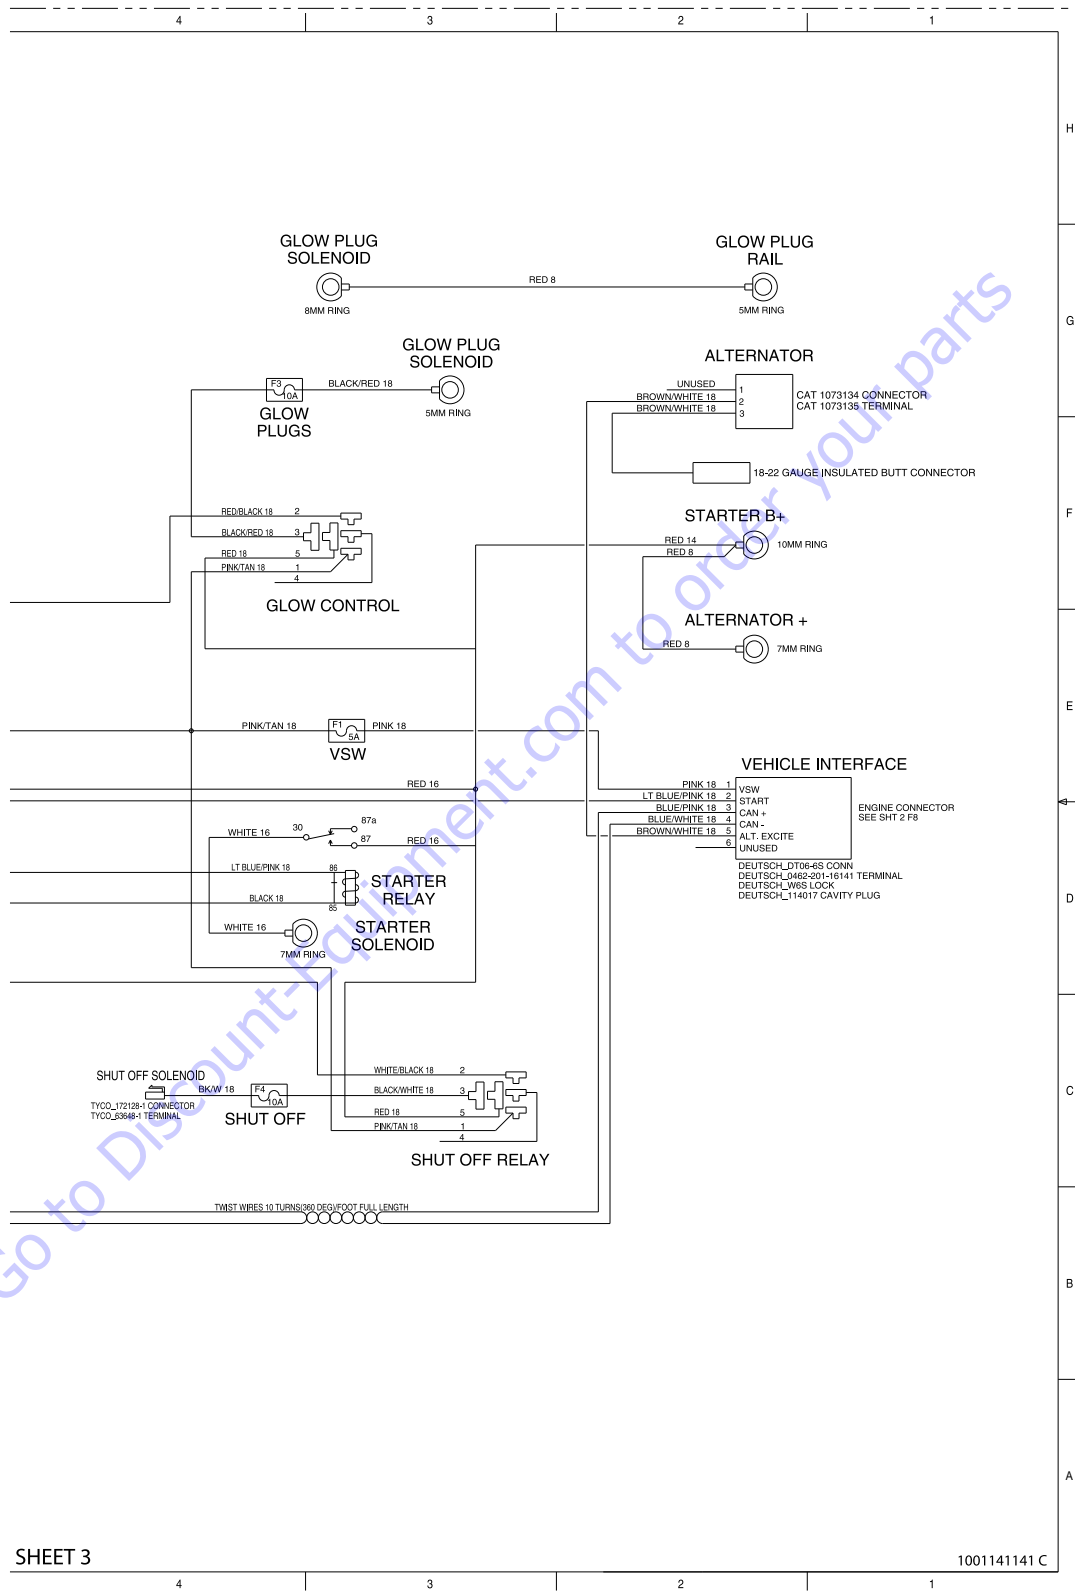 4 3 2 1
H
GLOW PLUG
SOLENOID
8MM RING
RED 8
GLOW PLUG
RAIL
5MM RING
G
F3
10A
GLOW
PLUGS
BLACK/RED 18
GLOW PLUG
SOLENOID
5MM RING
ALTERNATOR
UNUSED 1
BROWN/WHITE 18 2
BROWN/WHITE 18 3
CAT 1073134 CONNECTOR
CAT 1073135 TERMINAL
18-22 GAUGE INSULATED BUTT CONNECTOR
F
RED/BLACK 18 2
BLACK/RED 18 3
RED 18 5
PINK/TAN 18 1
4
GLOW CONTROL
STARTER B+
RED 14
RED 8
10MM RING
ALTERNATOR +
RED 8
7MM RING
E
PINK/TAN 18
F1
5A
PINK 18
VSW
RED 16
VEHICLE INTERFACE
PINK 18 1 VSW
LT BLUE/PINK 18 2 START
BLUE/PINK 18 3 CAN +
BLUE/WHITE 18 4 CAN -
BROWN/WHITE 18 5 ALT. EXCITE
6 UNUSED
ENGINE CONNECTOR
SEE SHT 2 F8
DEUTSCH_DT06-6S CONN
DEUTSCH_0462-201-16141 TERMINAL
DEUTSCH_W6S LOCK
DEUTSCH_114017 CAVITY PLUG
WHITE 16
30
87a
87
RED 16
LT BLUE/PINK 18
86
BLACK 18
85
STARTER
RELAY
D
WHITE 16
7MM RING
STARTER
SOLENOID
SHUT OFF SOLENOID
TYCO_172128-1 CONNECTOR
TYCO_63648-1 TERMINAL
BK/W 18
F4
10A
SHUT OFF
WHITE/BLACK 18 2
BLACK/WHITE 18 3
RED 18 5
PINK/TAN 18 1
4
SHUT OFF RELAY
C
TWIST WIRES 10 TURNS(360 DEG)/FOOT FULL LENGTH
B
A
Go to Discount-Equipment.com to order your parts
SHEET 3
1001141141 C
4 3 2 1